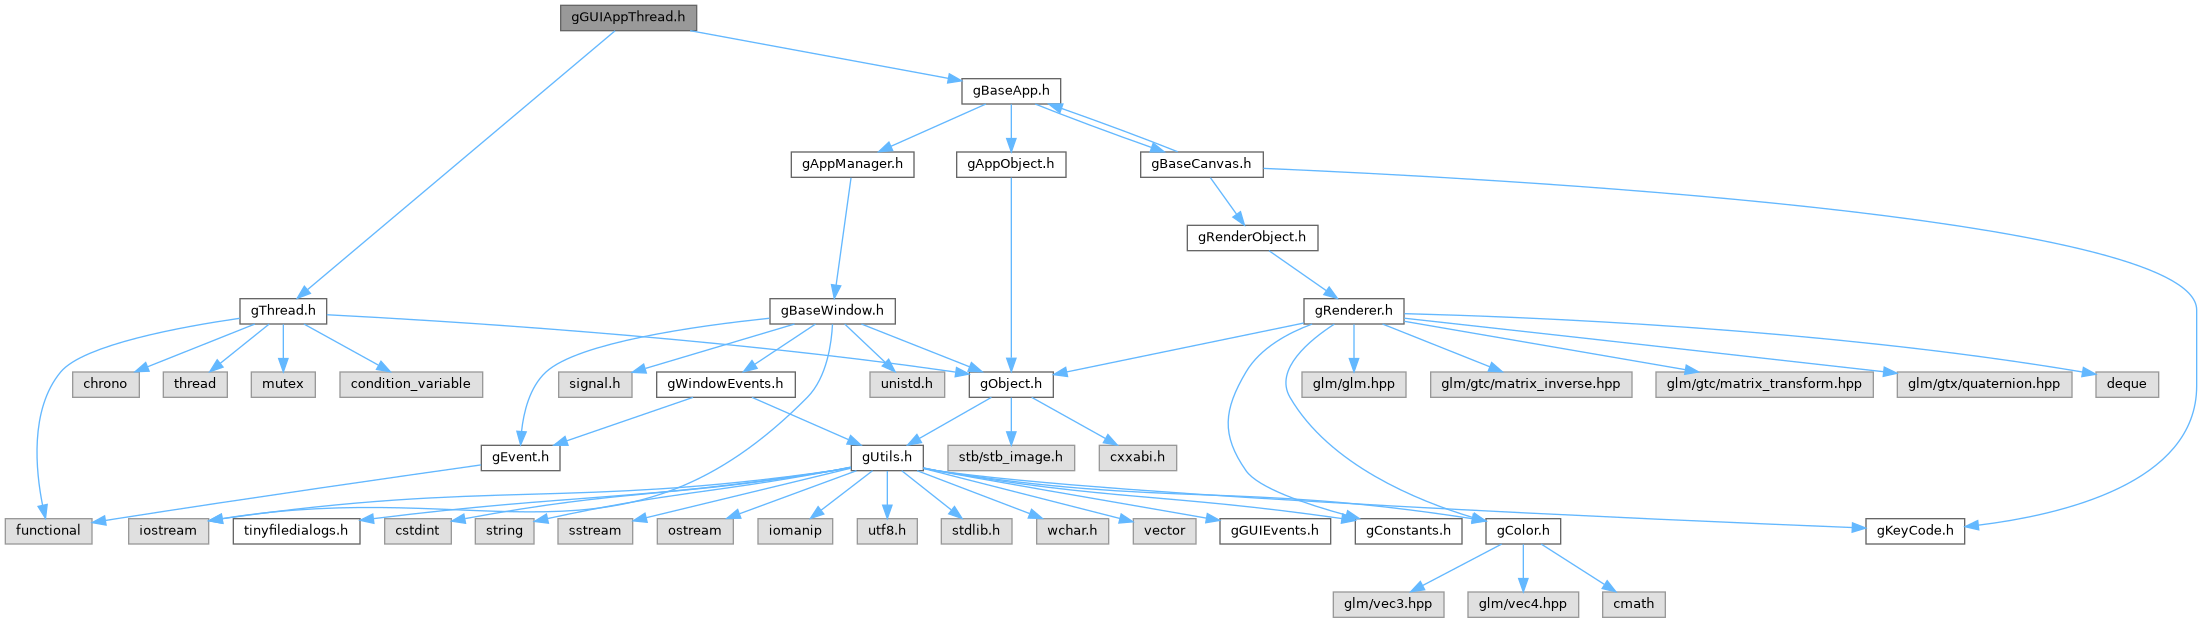 gGUIAppThread.h
gBaseApp.h
gAppManager.h
gAppObject.h
gBaseCanvas.h
gRenderObject.h
gThread.h
gBaseWindow.h
gRenderer.h
chrono
thread
mutex
condition_variable
signal.h
gWindowEvents.h
unistd.h
gObject.h
glm/glm.hpp
glm/gtc/matrix_inverse.hpp
glm/gtc/matrix_transform.hpp
glm/gtx/quaternion.hpp
deque
gEvent.h
gUtils.h
stb/stb_image.h
cxxabi.h
functional
iostream
tinyfiledialogs.h
cstdint
string
sstream
ostream
iomanip
utf8.h
stdlib.h
wchar.h
vector
gGUIEvents.h
gConstants.h
gColor.h
gKeyCode.h
glm/vec3.hpp
glm/vec4.hpp
cmath